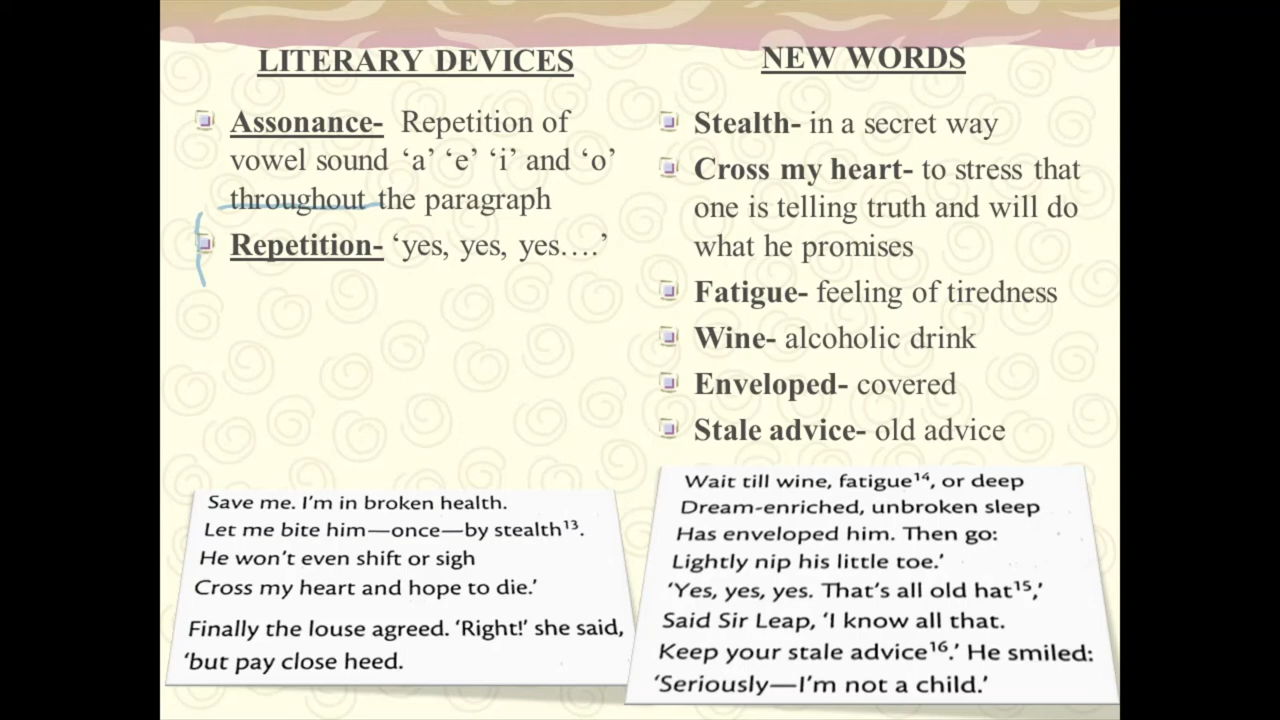 LITERARY DEVICES
Assonance- Repetition of
vowel sound ‘a’ ‘e’ ‘i’ and ‘o’
throughout the paragraph
Repetition- ‘yes, yes, yes….’
NEW WORDS
Stealth- in a secret way
Cross my heart- to stress that
one is telling truth and will do
what he promises
Fatigue- feeling of tiredness
Wine- alcoholic drink
Enveloped- covered
Stale advice- old advice
Save me. I’m in broken health.
Let me bite him—once—by stealth¹³.
He won’t even shift or sigh
Cross my heart and hope to die.’
Finally the louse agreed. ‘Right!’ she said,
‘but pay close heed.
Wait till wine, fatigue¹⁴, or deep
Dream-enriched, unbroken sleep
Has enveloped him. Then go:
Lightly nip his little toe.’
‘Yes, yes, yes. That’s all old hat¹⁵,’
Said Sir Leap, ‘I know all that.
Keep your stale advice¹⁶.’ He smiled:
‘Seriously—I’m not a child.’